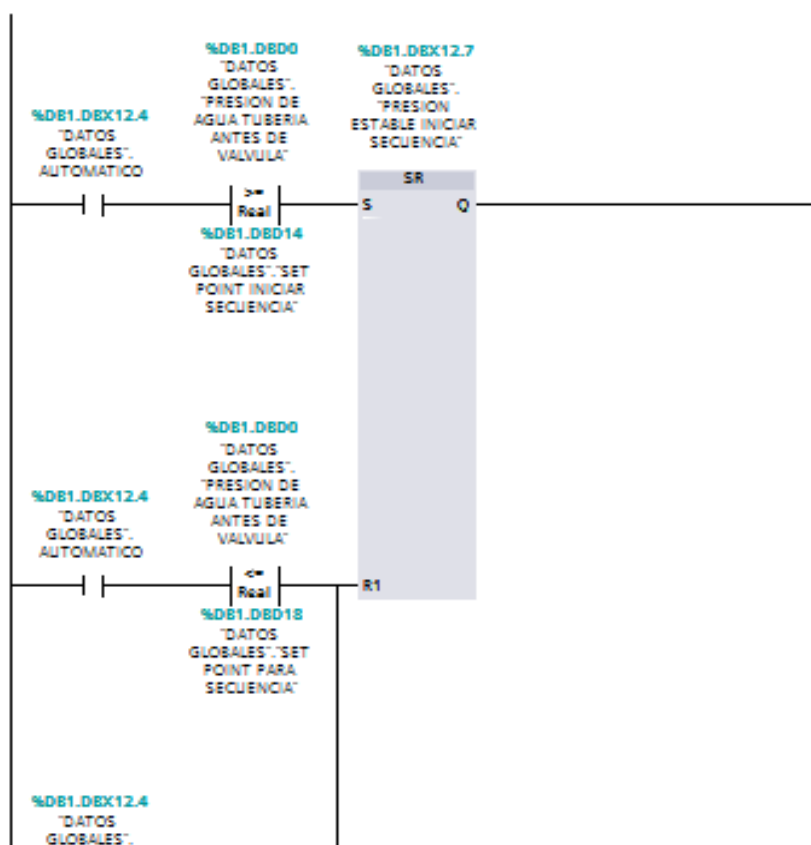 %DB1.DBD0
"DATOS
GLOBALES".
"PRESION DE
AGUA TUBERIA
ANTES DE
VALVULA"
%DB1.DBX12.7
"DATOS
GLOBALES".
"PRESION
ESTABLE INICIAR
SECUENCIA"
%DB1.DBX12.4
"DATOS
GLOBALES".
AUTOMATICO
>=
Real
SR
S
Q
%DB1.DBD14
"DATOS
GLOBALES"."SET
POINT INICIAR
SECUENCIA"
%DB1.DBD0
"DATOS
GLOBALES".
"PRESION DE
AGUA TUBERIA
ANTES DE
VALVULA"
%DB1.DBX12.4
"DATOS
GLOBALES".
AUTOMATICO
<=
Real
R1
%DB1.DBD18
"DATOS
GLOBALES"."SET
POINT PARA
SECUENCIA"
%DB1.DBX12.4
"DATOS
GLOBALES".